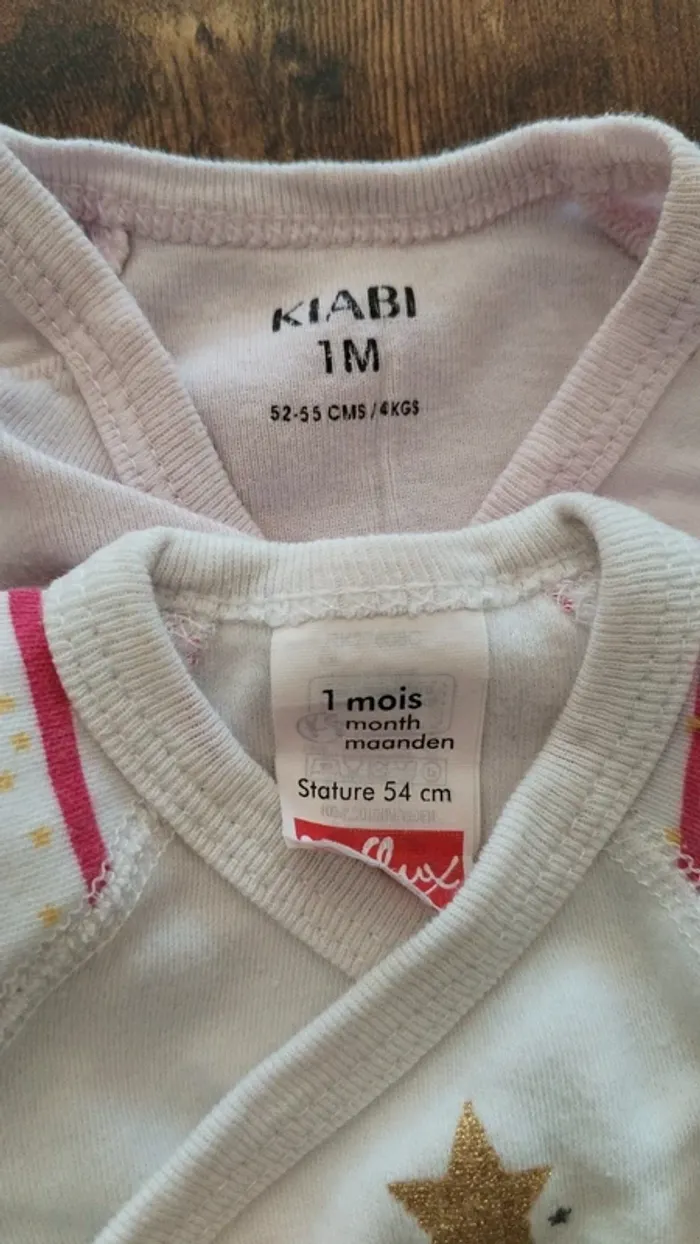 KIABI
1M
52-55 CMS / 4KGS
1 mois
month
maanden
Stature 54 cm